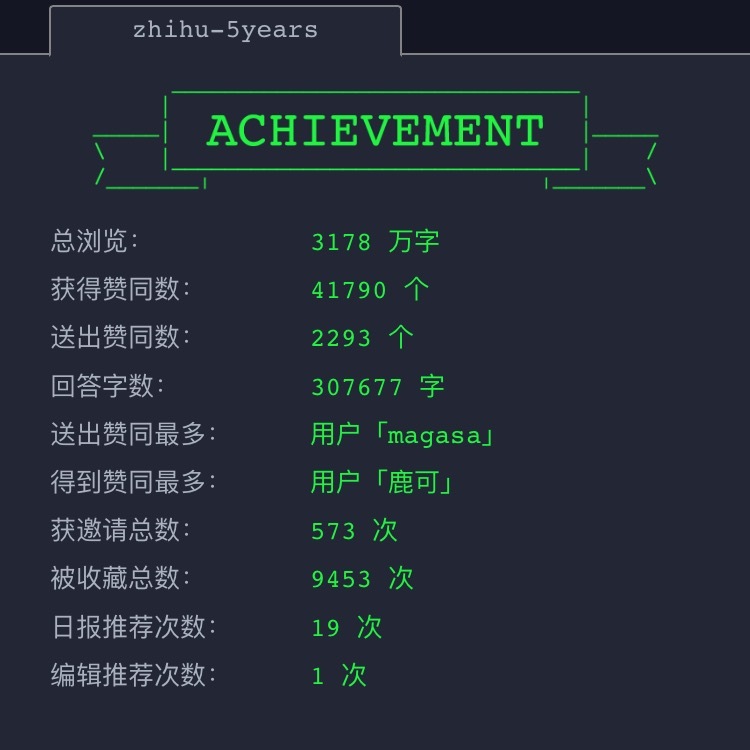 zhihu-5years
ACHIEVEMENT
总浏览: 3178 万字
获得赞同数: 41790 个
送出赞同数: 2293 个
回答字数: 307677 字
送出赞同最多: 用户「magasa」
得到赞同最多: 用户「鹿可」
获邀请总数: 573 次
被收藏总数: 9453 次
日报推荐次数: 19 次
编辑推荐次数: 1 次